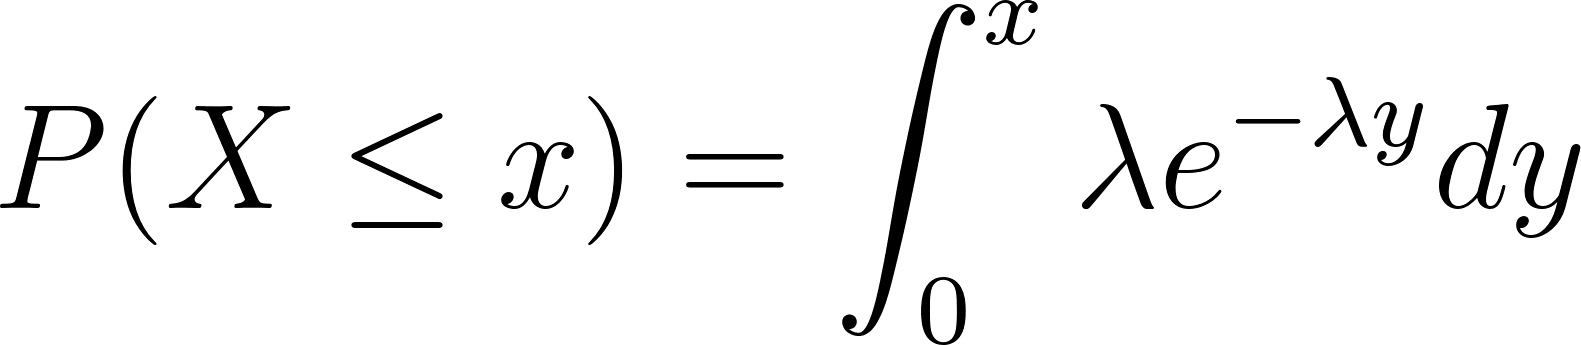 P(X ≤ x) = ∫₀ˣ λe^{−λy}dy